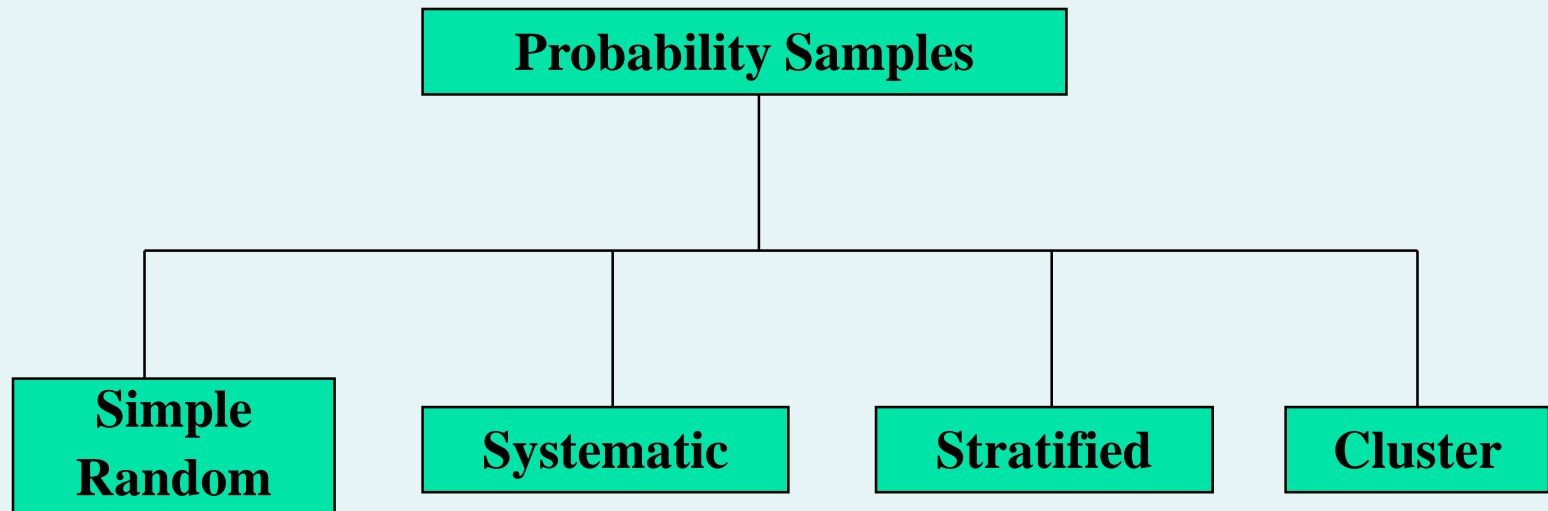 Probability Samples
Simple
Random
Systematic
Stratified
Cluster